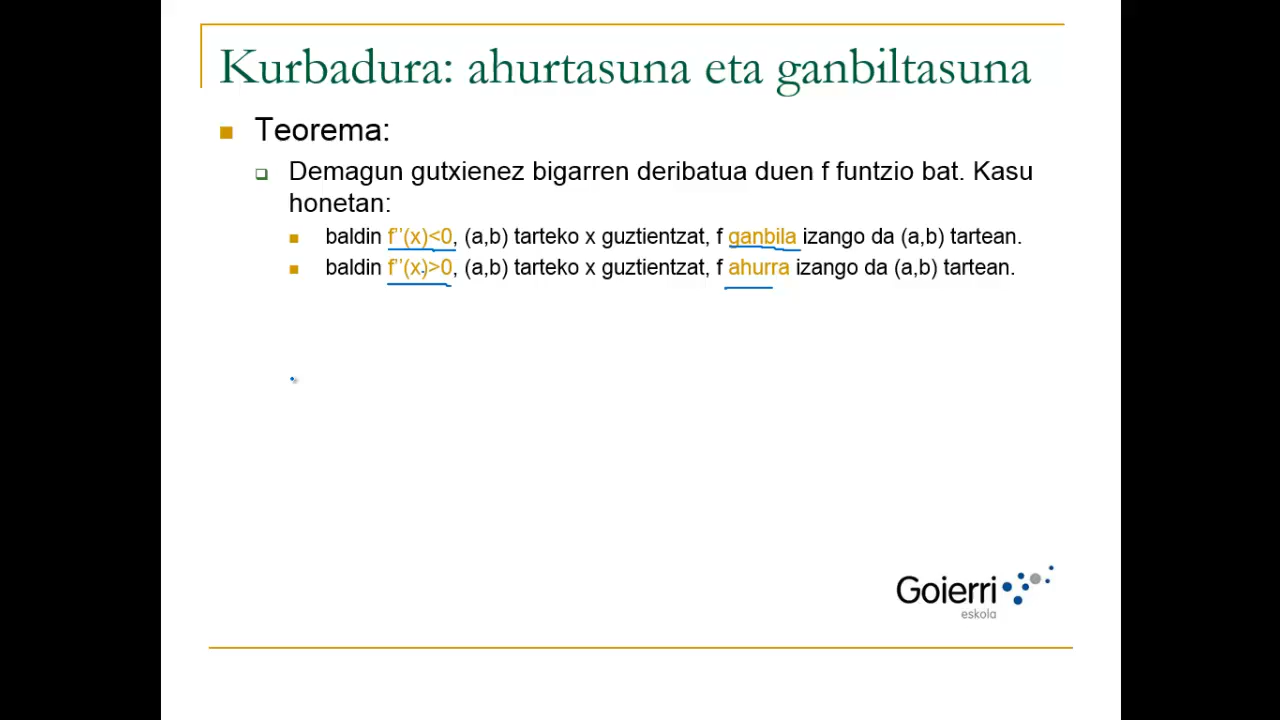 Kurbadura: ahurtasuna eta ganbiltasuna
Teorema:
Demagun gutxienez bigarren deribatua duen f funtzio bat. Kasu
honetan:
baldin f''(x)<0, (a,b) tarteko x guztientzat, f ganbila izango da (a,b) tartean.
baldin f''(x)>0, (a,b) tarteko x guztientzat, f ahurra izango da (a,b) tartean.
Goierri
eskola